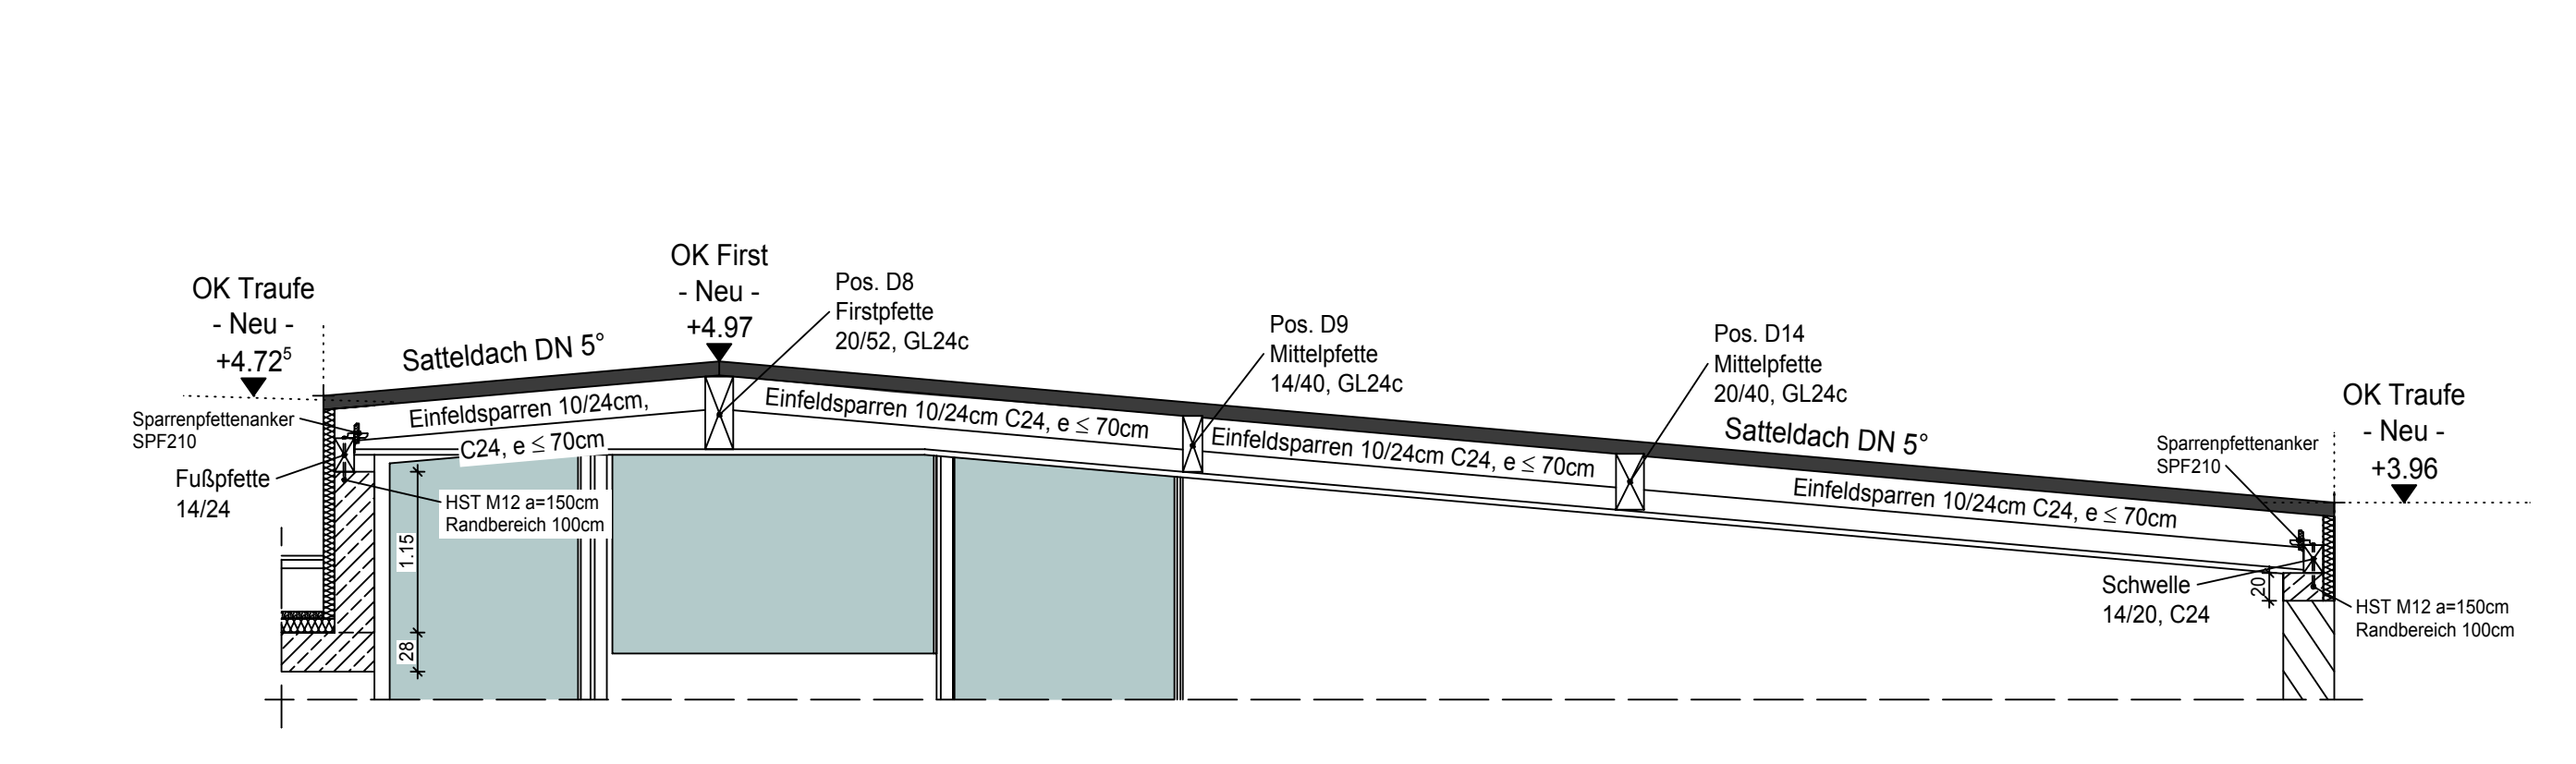 OK Traufe
- Neu -
+4.72⁵
OK First
- Neu -
+4.97
Pos. D8
Firstpfette
20/52, GL24c
Pos. D9
Mittelpfette
14/40, GL24c
Pos. D14
Mittelpfette
20/40, GL24c
OK Traufe
- Neu -
+3.96
Satteldach DN 5°
Satteldach DN 5°
Sparrenpfettenanker
SPF210
Fußpfette
14/24
Einfeldsparren 10/24cm,
C24, e ≤ 70cm
Einfeldsparren 10/24cm C24, e ≤ 70cm
Einfeldsparren 10/24cm C24, e ≤ 70cm
Einfeldsparren 10/24cm C24, e ≤ 70cm
HST M12 a=150cm
Randbereich 100cm
1.15
28
Sparrenpfettenanker
SPF210
Schwelle
14/20, C24
20
HST M12 a=150cm
Randbereich 100cm